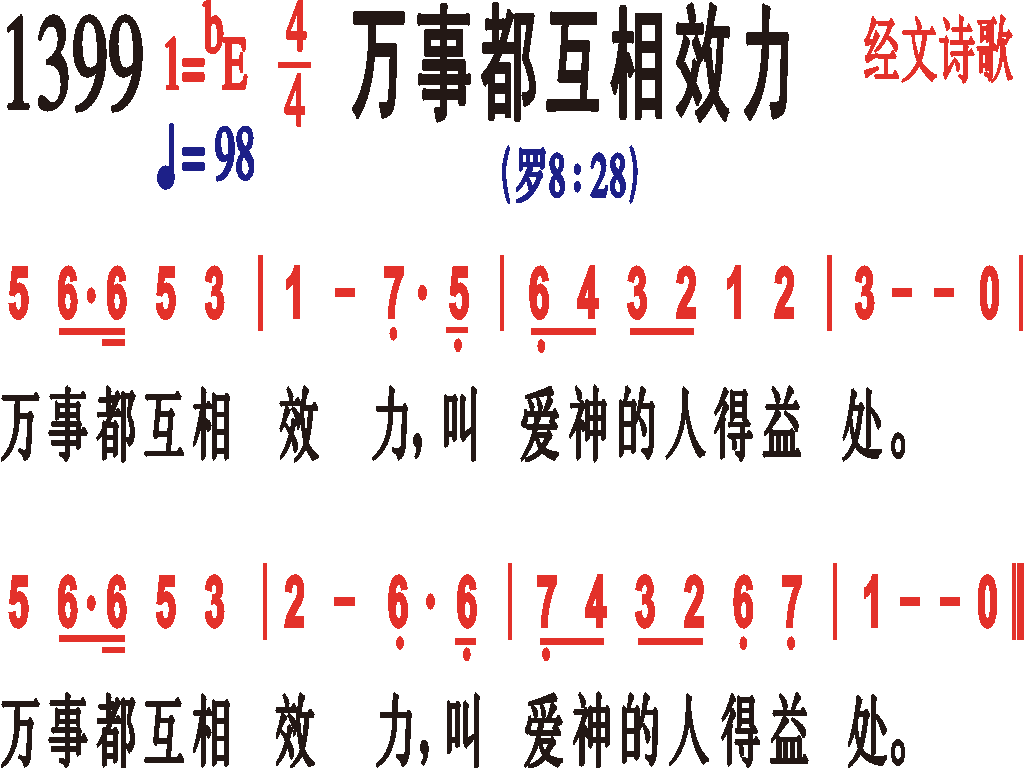 1399 1=bE 4/4 万事都互相效力 经文诗歌
♩=98 (罗8:28)
5 6·6 5 3 | 1 - 7· 5 | 6 4 3 2 1 2 | 3 - - 0 |
万事都互相 效 力,叫 爱神的人得益 处。
5 6·6 5 3 | 2 - 6· 6 | 7 4 3 2 6 7 | 1 - - 0 ‖
万事都互相 效 力,叫 爱神的人得益 处。